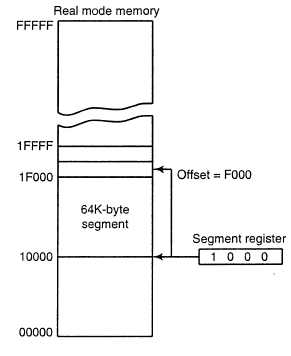 Real mode memory
FFFFF
1FFFF
1F000
Offset = F000
64K-byte
segment
Segment register
10000
1 0 0 0
00000